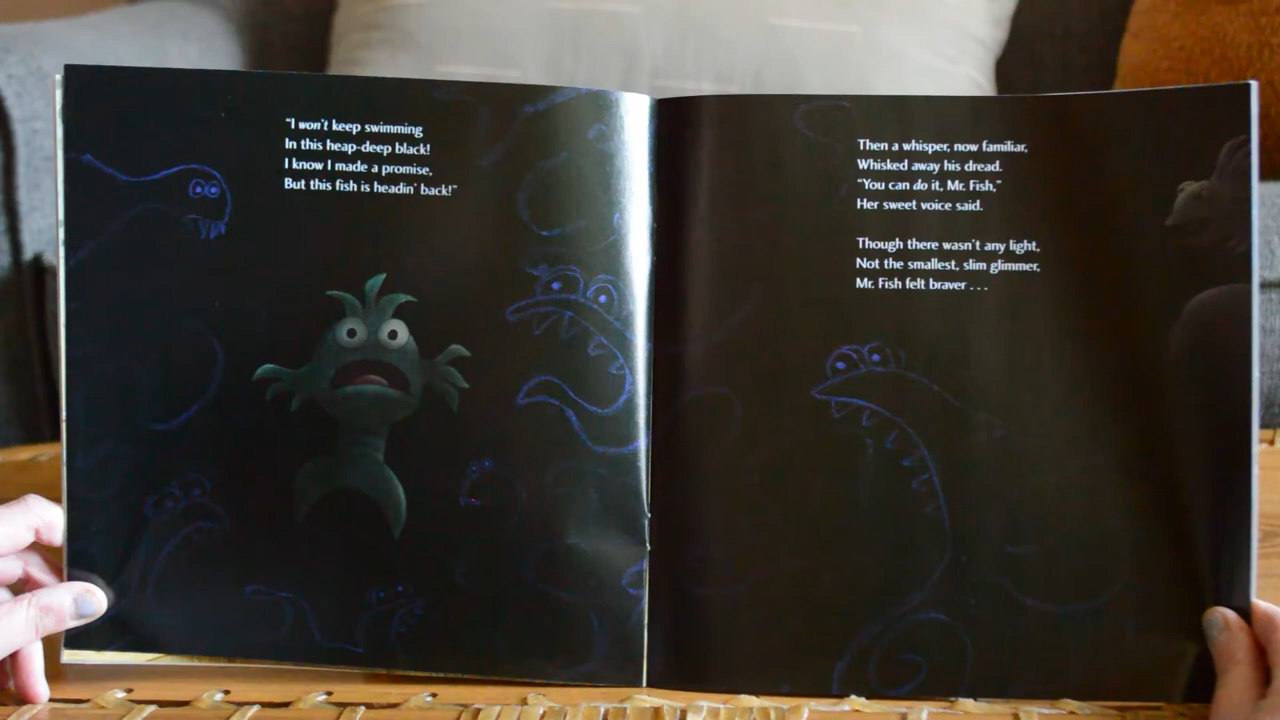 “I won’t keep swimming
In this heap-deep black!
I know I made a promise,
But this fish is headin’ back!”
Then a whisper, now familiar,
Whisked away his dread.
“You can do it, Mr. Fish,”
Her sweet voice said.
Though there wasn’t any light,
Not the smallest, slim glimmer,
Mr. Fish felt braver . . .